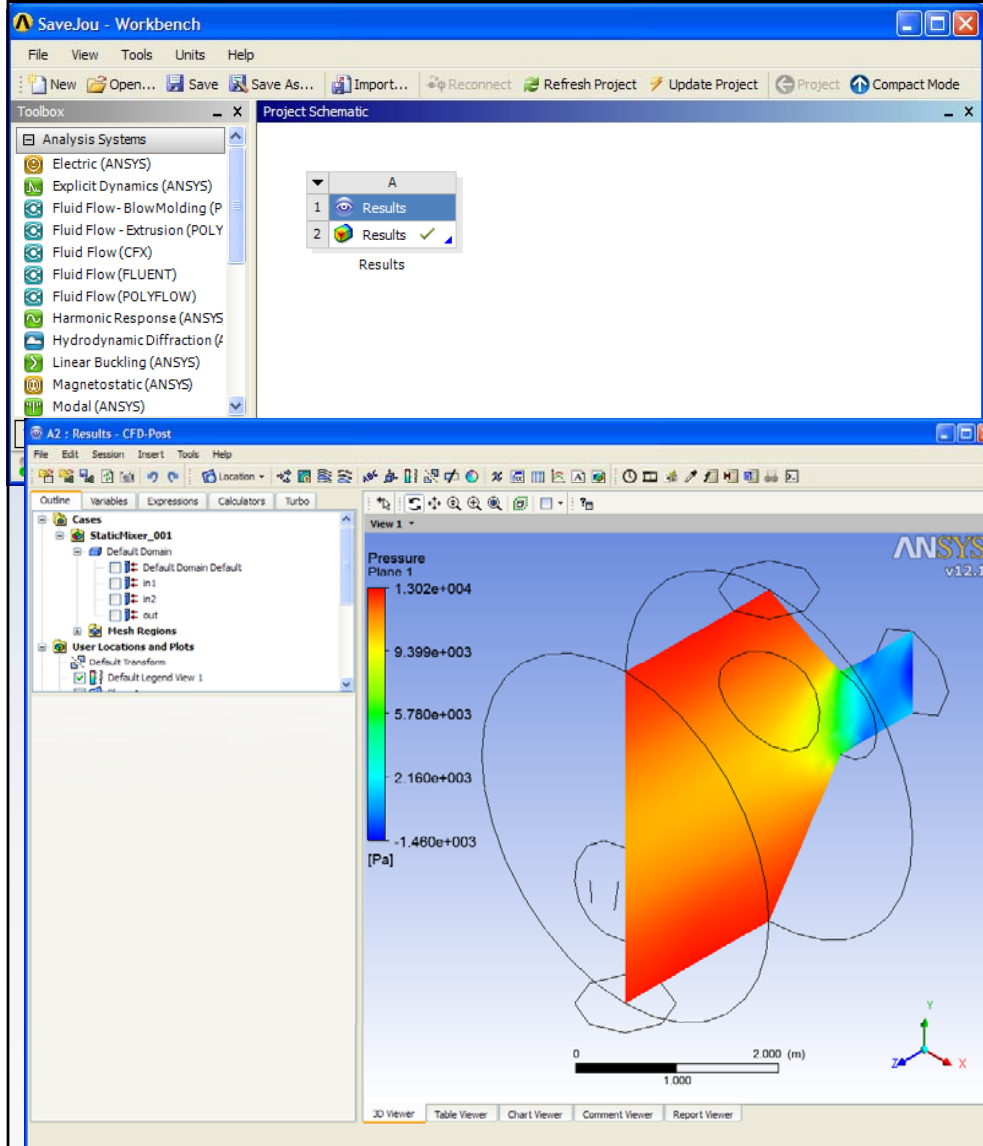 SaveJou - Workbench
File View Tools Units Help
New Open... Save Save As... Import... Reconnect Refresh Project Update Project Project Compact Mode
Toolbox
Project Schematic
Analysis Systems
Electric (ANSYS)
Explicit Dynamics (ANSYS)
Fluid Flow- BlowMolding (P
Fluid Flow - Extrusion (POLY
Fluid Flow (CFX)
Fluid Flow (FLUENT)
Fluid Flow (POLYFLOW)
Harmonic Response (ANSYS
Hydrodynamic Diffraction (A
Linear Buckling (ANSYS)
Magnetostatic (ANSYS)
Modal (ANSYS)
A
1 Results
2 Results
Results
A2 : Results - CFD-Post
File Edit Session Insert Tools Help
Location
Outline Variables Expressions Calculators Turbo
Cases
StaticMixer_001
Default Domain
Default Domain Default
in1
in2
out
Mesh Regions
User Locations and Plots
Default Transform
Default Legend View 1
View 1
ANSYS
v12.1
Pressure
Plane 1
1.302e+004
9.399e+003
5.780e+003
2.160e+003
-1.460e+003
[Pa]
0 2.000 (m)
1.000
Y
Z X
3D Viewer Table Viewer Chart Viewer Comment Viewer Report Viewer